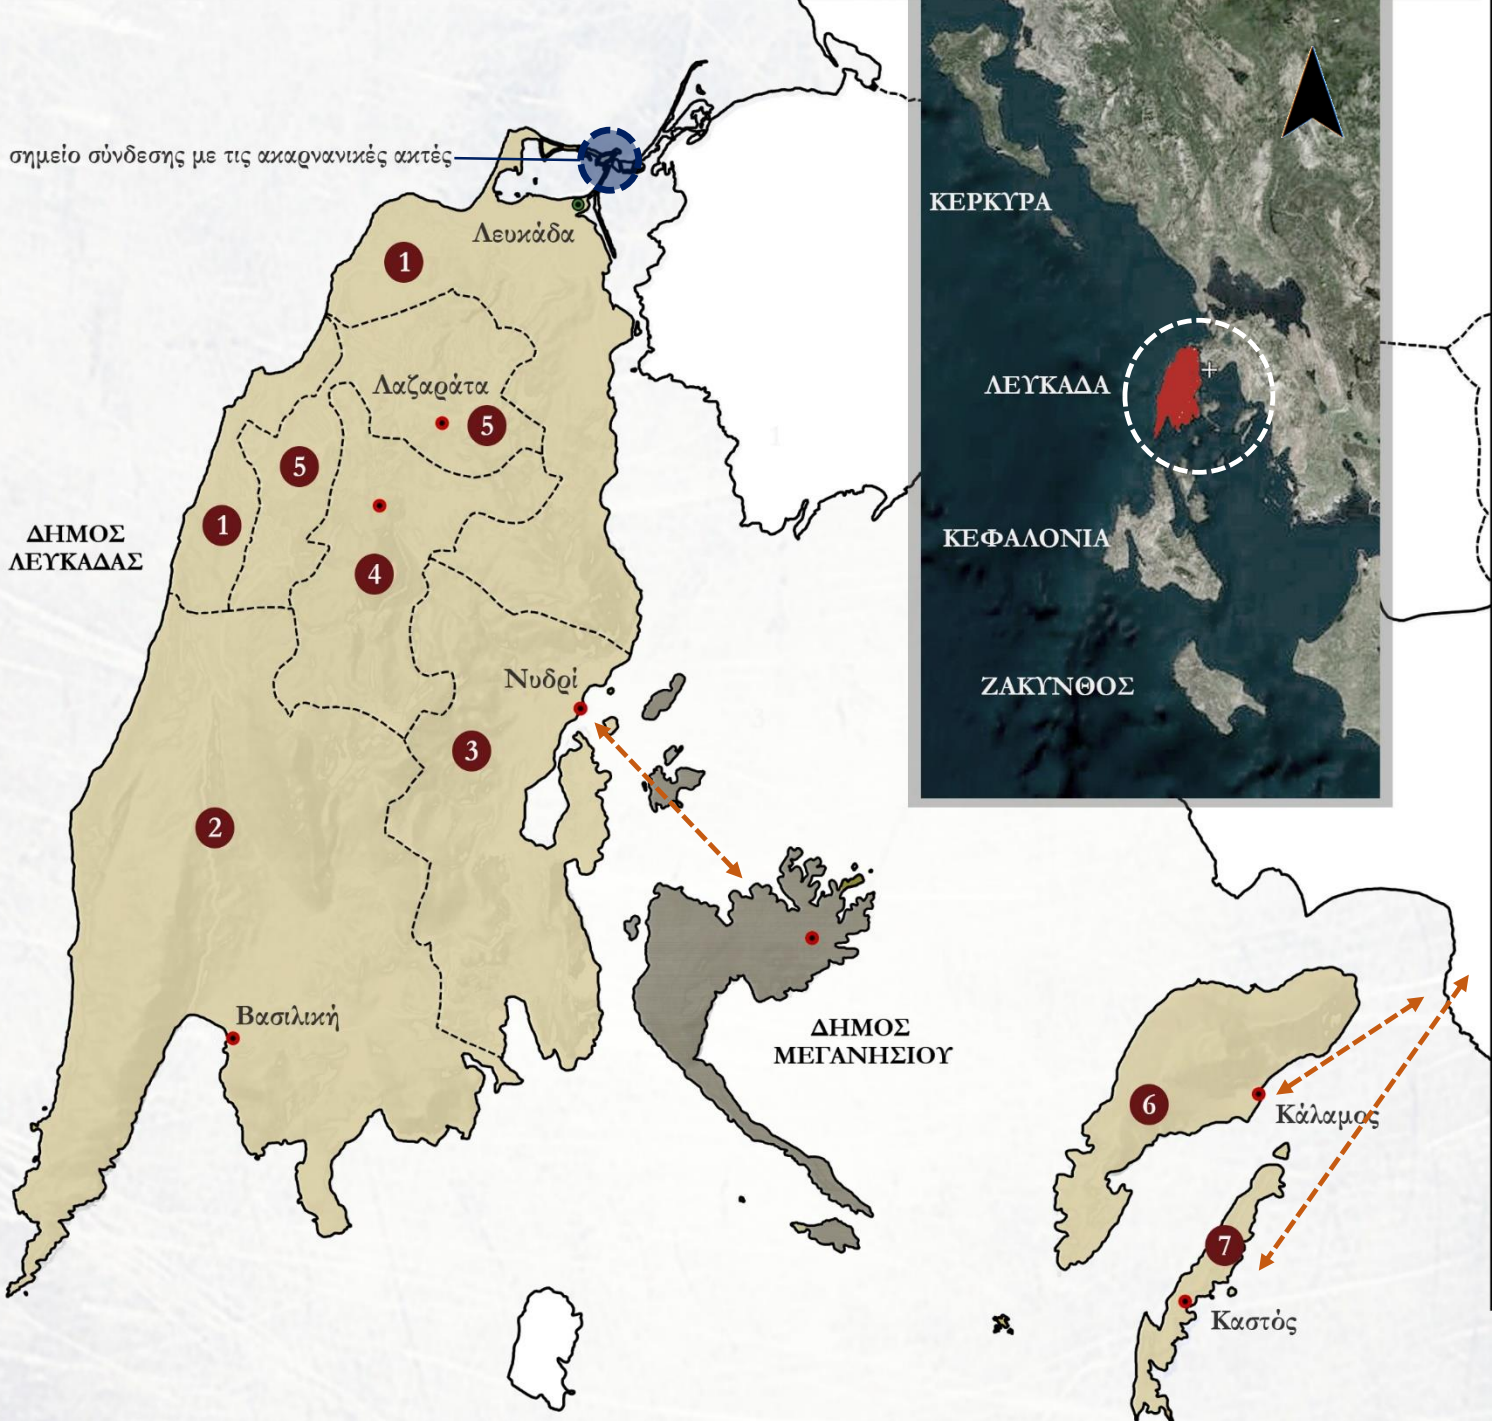 σημείο σύνδεσης με τις ακαρνανικές ακτές
Λευκάδα
1
Λαζαράτα
5
5
1
ΔΗΜΟΣ
ΛΕΥΚΑΔΑΣ
4
Νυδρί
3
2
Βασιλική
ΔΗΜΟΣ
ΜΕΓΑΝΗΣΙΟΥ
6
Κάλαμος
7
Καστός
ΚΕΡΚΥΡΑ
ΛΕΥΚΑΔΑ
ΚΕΦΑΛΟΝΙΑ
ΖΑΚΥΝΘΟΣ